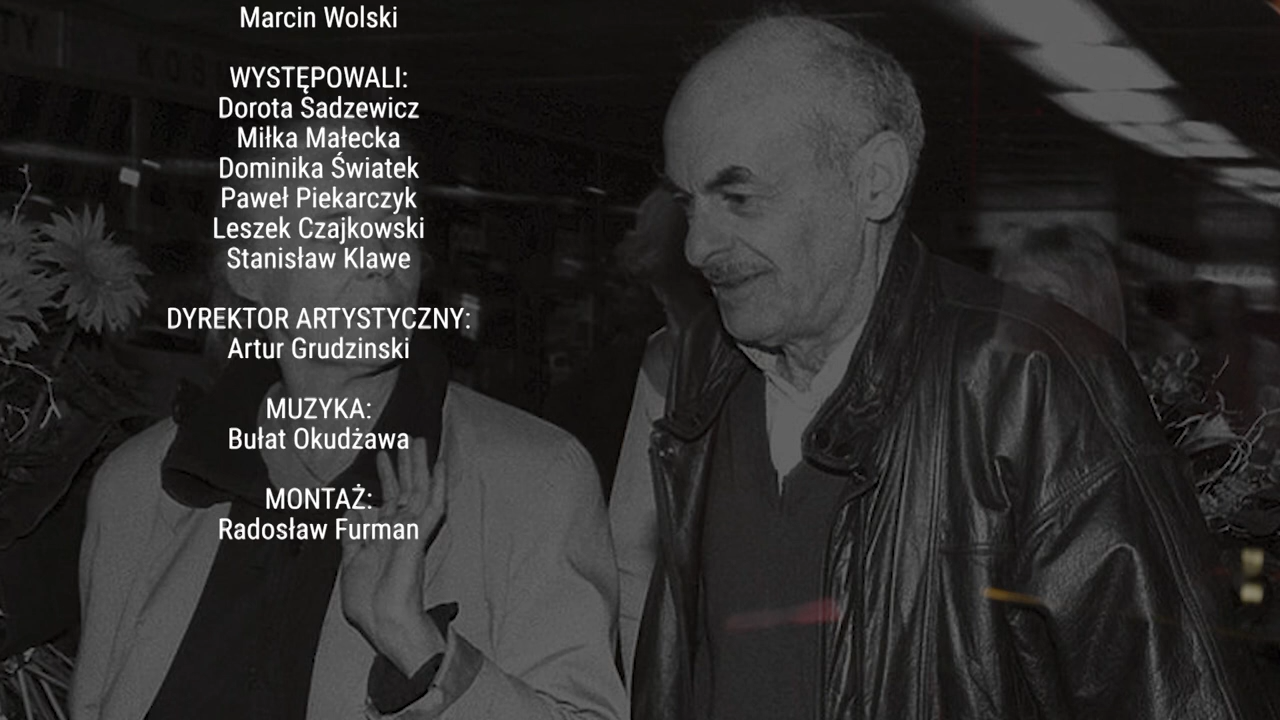 Marcin Wolski
WYSTĘPOWALI:
Dorota Sadzewicz
Miłka Małecka
Dominika Światek
Paweł Piekarczyk
Leszek Czajkowski
Stanisław Klawe
DYREKTOR ARTYSTYCZNY:
Artur Grudzinski
MUZYKA:
Bułat Okudżawa
MONTAŻ:
Radosław Furman